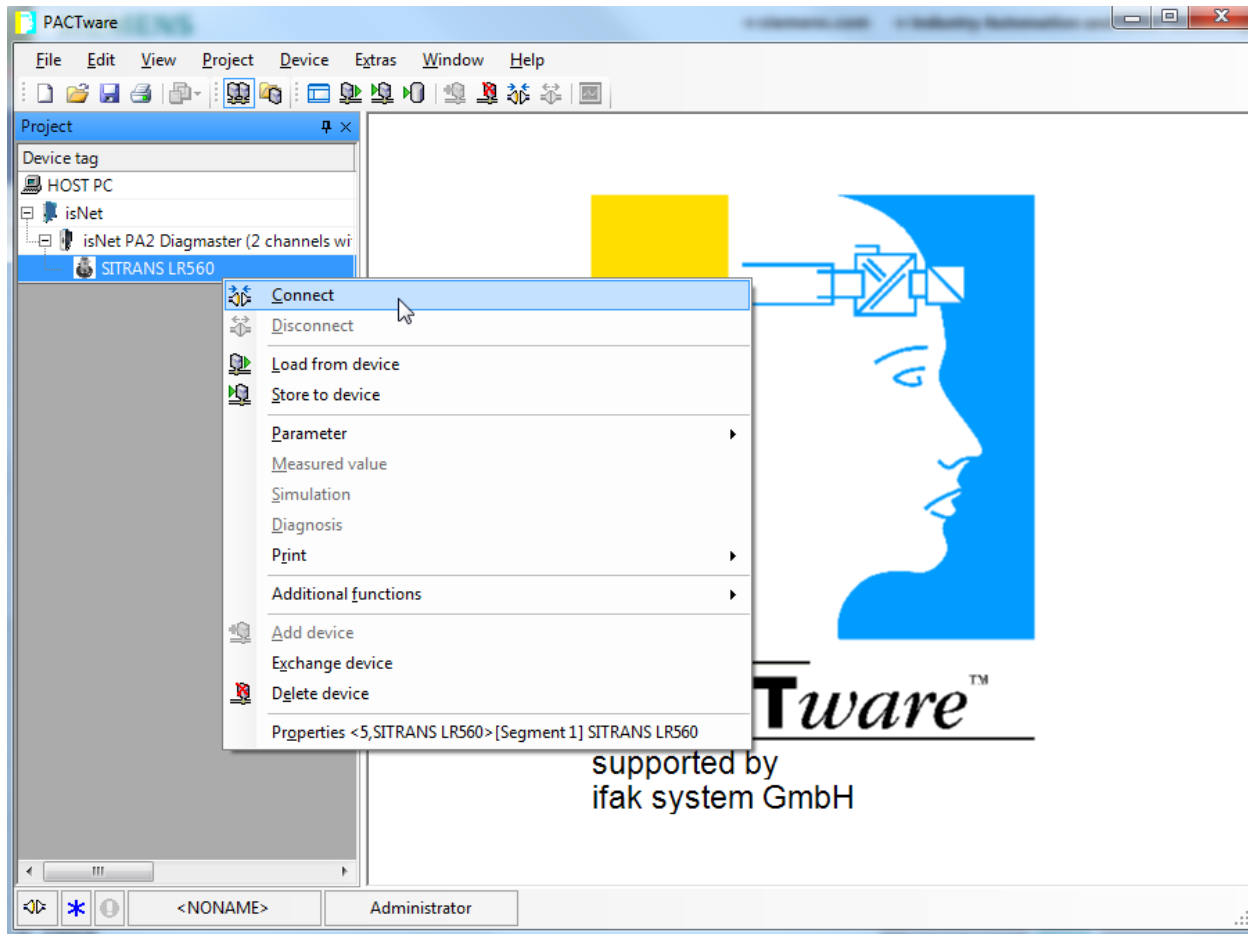 PACTware
File Edit View Project Device Extras Window Help
Project
Device tag
HOST PC
isNet
isNet PA2 Diagmaster (2 channels wi
SITRANS LR560
Connect
Disconnect
Load from device
Store to device
Parameter
Measured value
Simulation
Diagnosis
Print
Additional functions
Add device
Exchange device
Delete device
Properties <5,SITRANS LR560>[Segment 1] SITRANS LR560
Tware™
supported by
ifak system GmbH
<NONAME> Administrator